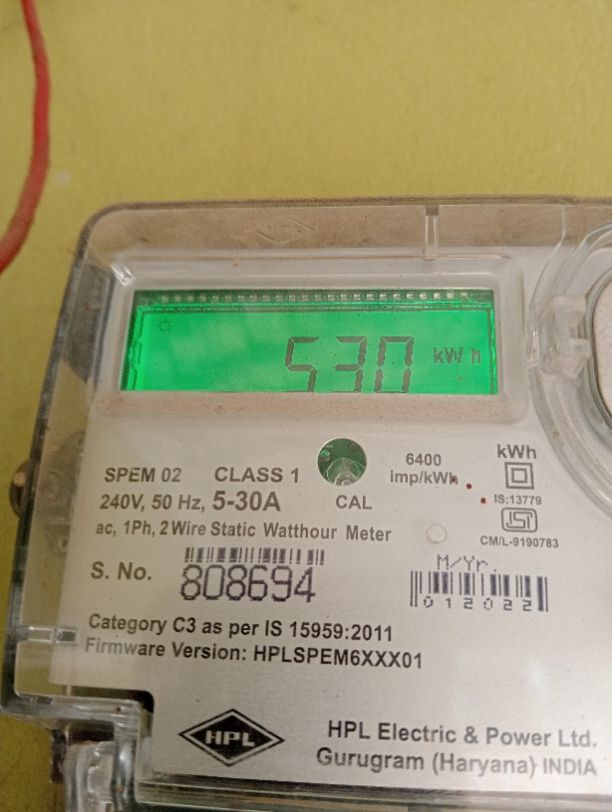 530 kWh
SPEM 02 CLASS 1
6400
imp/kWh
kWh
240V, 50 Hz, 5-30A
CAL
IS:13779
ISI
ac, 1Ph, 2 Wire Static Watthour Meter
CM/L-9190783
S. No. 808694
M/Yr.
012022
Category C3 as per IS 15959:2011
Firmware Version: HPLSPEM6XXX01
HPL
HPL Electric & Power Ltd.
Gurugram (Haryana) INDIA